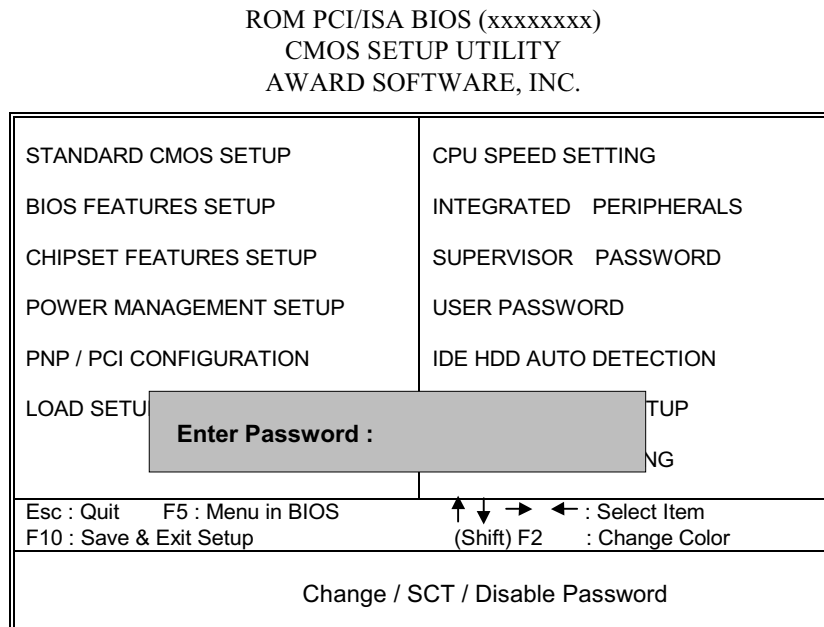 ROM PCI/ISA BIOS (xxxxxxxx)
CMOS SETUP UTILITY
AWARD SOFTWARE, INC.
STANDARD CMOS SETUP
CPU SPEED SETTING
BIOS FEATURES SETUP
INTEGRATED PERIPHERALS
CHIPSET FEATURES SETUP
SUPERVISOR PASSWORD
POWER MANAGEMENT SETUP
USER PASSWORD
PNP / PCI CONFIGURATION
IDE HDD AUTO DETECTION
LOAD SETU
TUP
Enter Password :
NG
Esc : Quit F5 : Menu in BIOS ↑ ↓ → ← : Select Item
F10 : Save & Exit Setup (Shift) F2 : Change Color
Change / SCT / Disable Password